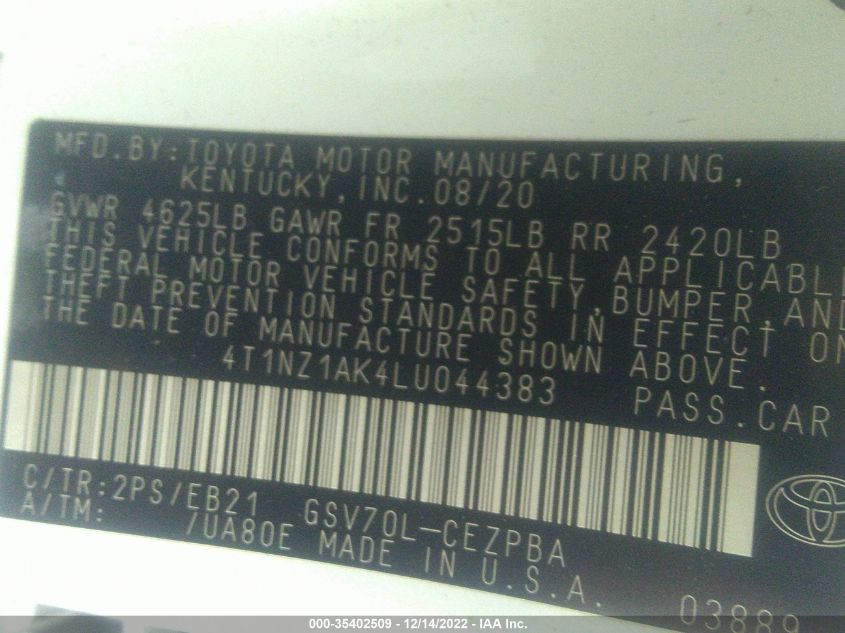 MFD.BY:TOYOTA MOTOR MANUFACTURING,
KENTUCKY,INC.08/20
GVWR 4625LB GAWR FR 2515LB RR 2420LB
THIS VEHICLE CONFORMS TO ALL APPLICABLE
FEDERAL MOTOR VEHICLE SAFETY,BUMPER,AND
THEFT PREVENTION STANDARDS IN EFFECT ON
THE DATE OF MANUFACTURE SHOWN ABOVE.
4T1NZ1AK4LU044383 PASS.CAR
C/TR:2PS/EB21 GSV70L-CEZPBA
A/TM: /UA80E MADE IN U.S.A.
03889
000-35402509 - 12/14/2022 - IAA Inc.